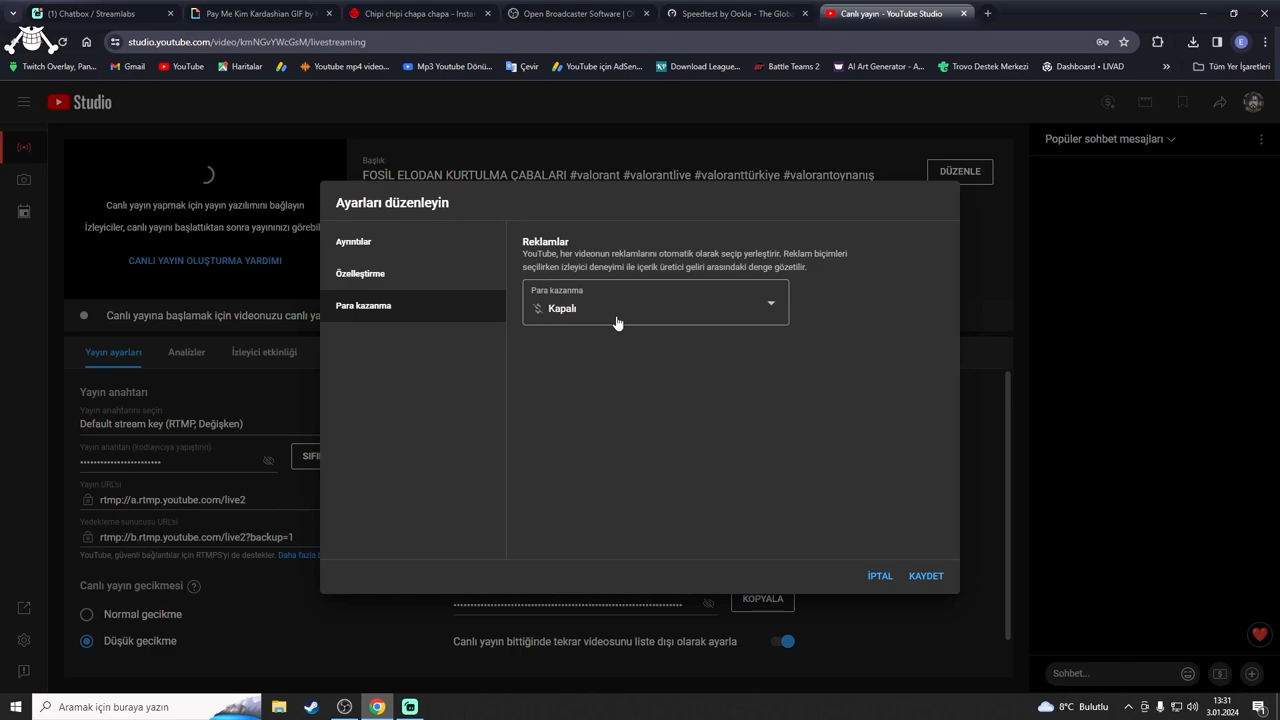 Chatbox | Streamlabs
Pay Me Kim Kardashian GIF by
Chipi chipi chapa chapa - Instan
Open Broadcaster Software | O
Speedtest by Ookla - The Global
Canlı yayın - YouTube Studio
studio.youtube.com/video/kmNGvYWcGsM/livestreaming
Twitch Overlay, Pan...
Gmail
YouTube
Haritalar
Youtube mp4 video...
Mp3 Youtube Dönü...
Çevir
YouTube için AdSen...
Download League...
Battle Teams 2
AI Art Generator - A...
Trovo Destek Merkezi
Dashboard • LIVAD
Tüm Yer İşaretleri
Studio
Popüler sohbet mesajları
Başlık
FOSİL ELODAN KURTULMA ÇABALARI #valorant #valorantlive #valoranttürkiye #valorantoynanış
DÜZENLE
Canlı yayın yapmak için yayın yazılımını bağlayın
İzleyiciler, canlı yayını başlattıktan sonra yayınınızı görebil
CANLI YAYIN OLUŞTURMA YARDIMI
Canlı yayına başlamak için videonuzu canlı ya
Ayarları düzenleyin
Ayrıntılar
Özelleştirme
Para kazanma
Reklamlar
YouTube, her videonun reklamlarını otomatik olarak seçip yerleştirir. Reklam biçimleri
seçilirken izleyici deneyimi ile içerik üretici geliri arasındaki denge gözetilir.
Para kazanma
Kapalı
İPTAL
KAYDET
Yayın ayarları
Analizler
İzleyici etkinliği
Yayın anahtarı
Yayın anahtarını seçin
Default stream key (RTMP, Değişken)
Yayın anahtarı (kodlayıcıya yapıştırın)
SIFI
Yayın URL'si
rtmp://a.rtmp.youtube.com/live2
Yedekleme sunucusu URL'si
rtmp://b.rtmp.youtube.com/live2?backup=1
YouTube, güvenli bağlantılar için RTMPS'yi de destekler. Daha fazla b
Canlı yayın gecikmesi
Normal gecikme
Düşük gecikme
KOPYALA
Canlı yayın bittiğinde tekrar videosunu liste dışı olarak ayarla
Sohbet...
Aramak için buraya yazın
8°C Bulutlu
13:31
3.01.2024